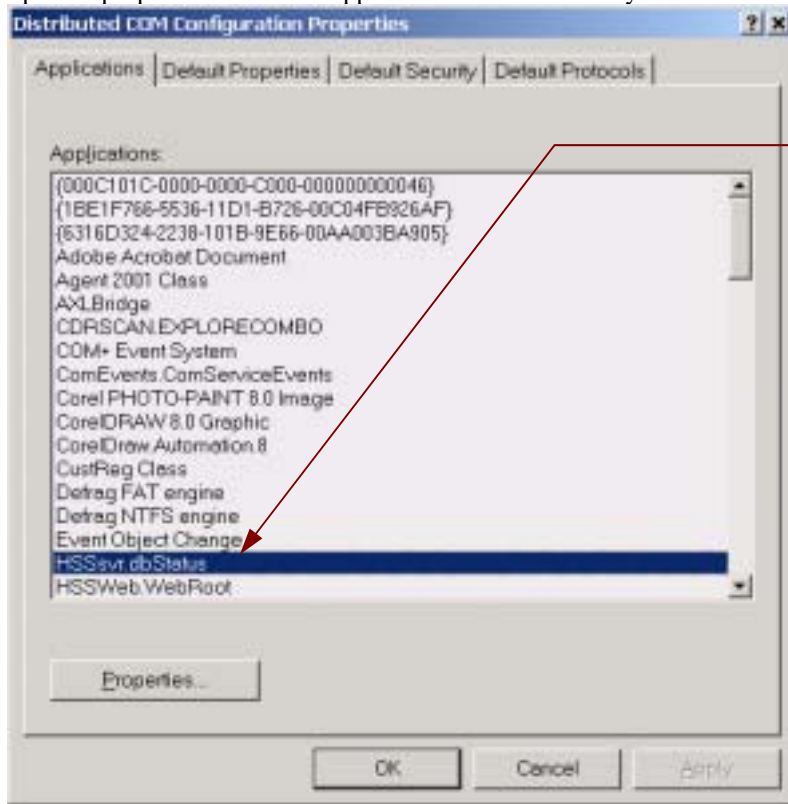 Distributed COM Configuration Properties
Applications Default Properties Default Security Default Protocols
Applications:
{000C101C-0000-0000-C000-000000000046}
{1BE1F766-5536-11D1-B726-00C04FB926AF}
{6316D324-2238-101B-9E66-00AA003BA905}
Adobe Acrobat Document
Agent 2001 Class
AXLBridge
CDRSCAN.EXPLORECOMBO
COM+ Event System
ComEvents.ComServiceEvents
Corel PHOTO-PAINT 8.0 Image
CorelDRAW 8.0 Graphic
CorelDraw.Automation.8
CustReg Class
Defrag FAT engine
Defrag NTFS engine
Event Object Change
HSSsvr.dbStatus
HSSWeb.WebRoot
Properties...
OK Cancel Apply